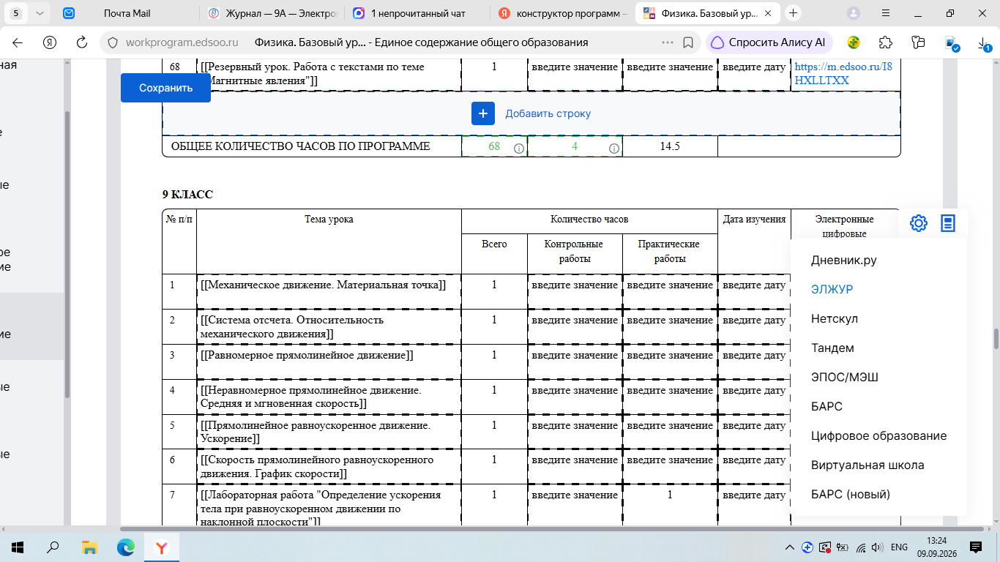 5
Почта Mail
Журнал — 9А — Электро
1 непрочитанный чат
конструктор программ —
Физика. Базовый ур...
workprogram.edsoo.ru
Физика. Базовый ур... - Единое содержание общего образования
Спросить Алису AI
1
ная
е
ые
ое
ие
ие
ые
ые
68
[[Резервный урок. Работа с текстами по теме
Магнитные явления"]]
1
введите значение
введите значение
введите дату
https://m.edsoo.ru/I8
HXLLTXX
Сохранить
+ Добавить строку
ОБЩЕЕ КОЛИЧЕСТВО ЧАСОВ ПО ПРОГРАММЕ
68
4
14.5
9 КЛАСС
№ п/п
Тема урока
Количество часов
Дата изучения
Электронные
цифровые
Всего
Контрольные
работы
Практические
работы
1
[[Механическое движение. Материальная точка]]
1
введите значение
введите значение
введите дату
2
[[Система отсчета. Относительность
механического движения]]
1
введите значение
введите значение
введите дату
3
[[Равномерное прямолинейное движение]]
1
введите значение
введите значение
введите дату
4
[[Неравномерное прямолинейное движение.
Средняя и мгновенная скорость]]
1
введите значение
введите значение
введите дату
5
[[Прямолинейное равноускоренное движение.
Ускорение]]
1
введите значение
введите значение
введите дату
6
[[Скорость прямолинейного равноускоренного
движения. График скорости]]
1
введите значение
введите значение
введите дату
7
[[Лабораторная работа "Определение ускорения
тела при равноускоренном движении по
наклонной плоскости"]]
1
введите значение
1
введите дату
Дневник.ру
ЭЛЖУР
Нетскул
Тандем
ЭПОС/МЭШ
БАРС
Цифровое образование
Виртуальная школа
БАРС (новый)
ENG
13:24
09.09.2026